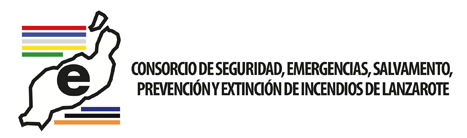 e
CONSORCIO DE SEGURIDAD, EMERGENCIAS, SALVAMENTO,
PREVENCIÓN Y EXTINCIÓN DE INCENDIOS DE LANZAROTE